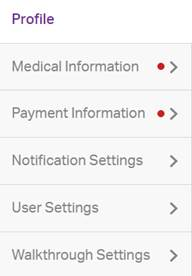 Profile
Medical Information
Payment Information
Notification Settings
User Settings
Walkthrough Settings